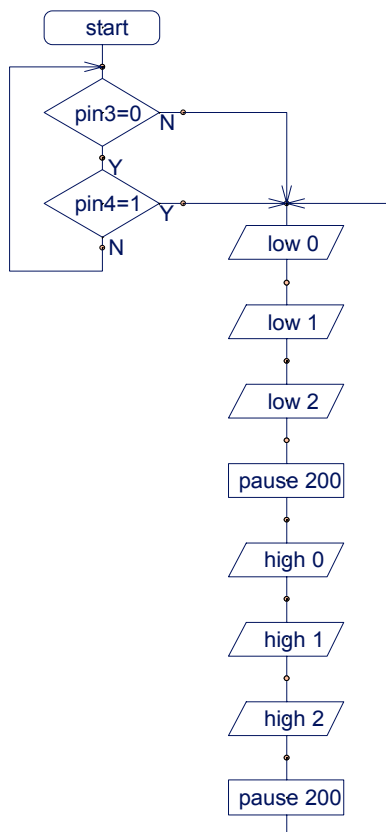 start
pin3=0
N
Y
pin4=1
Y
N
low 0
low 1
low 2
pause 200
high 0
high 1
high 2
pause 200